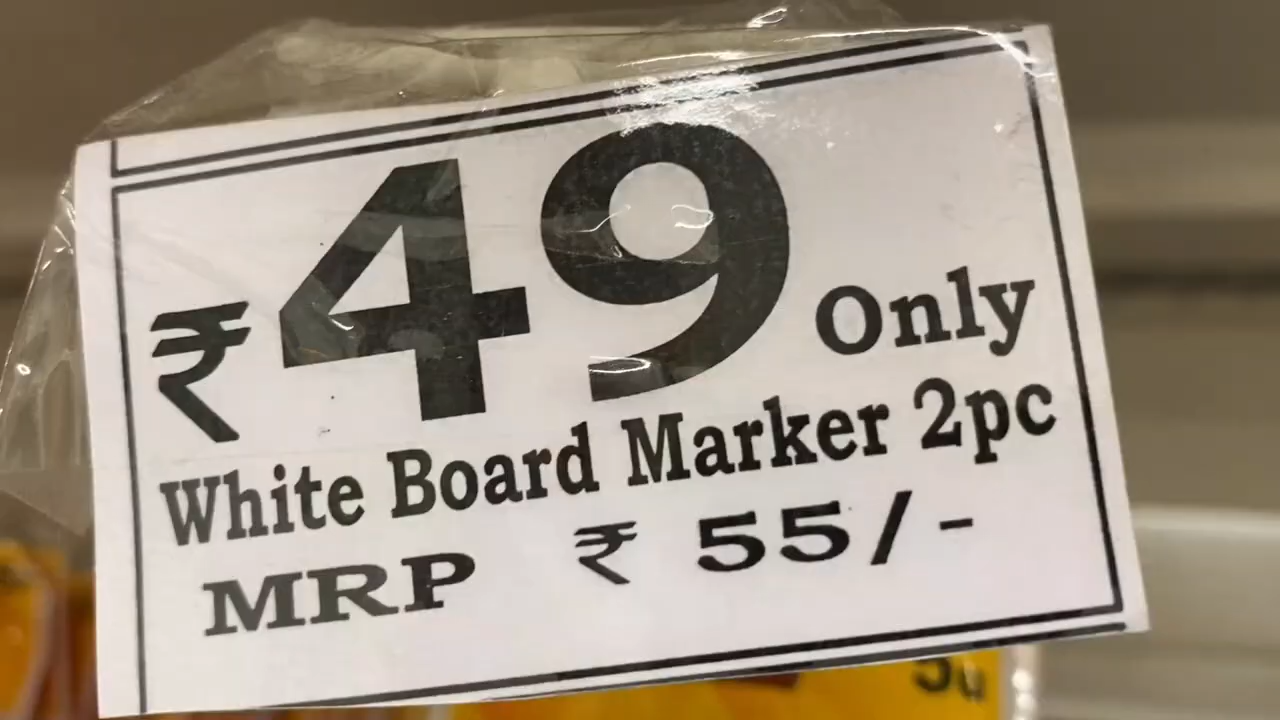 ₹49 Only
White Board Marker 2pc
MRP ₹ 55/-